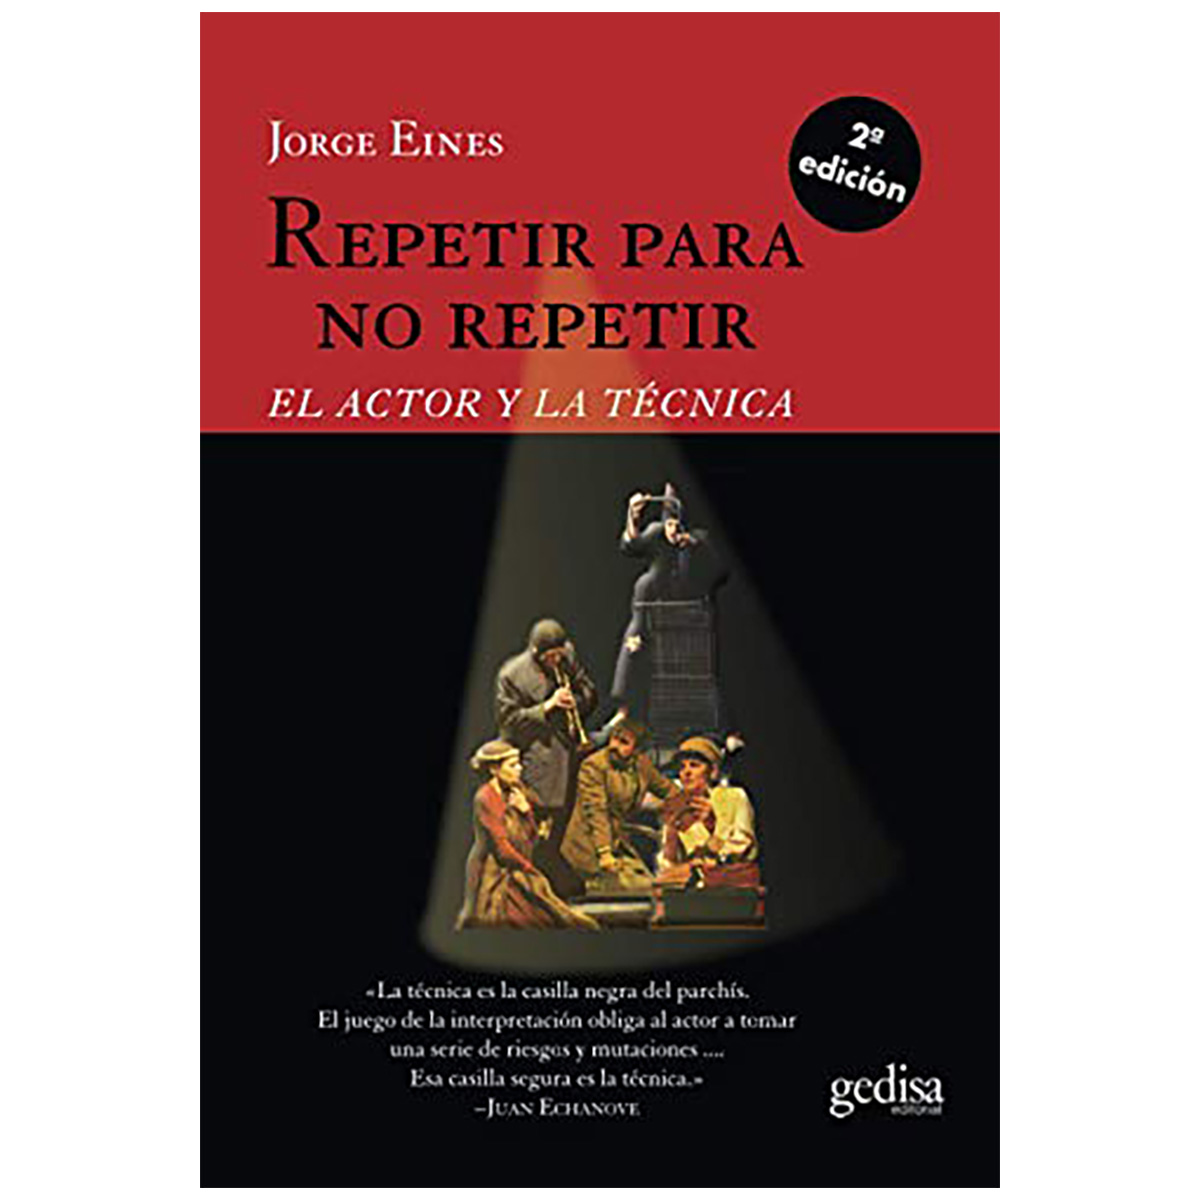 JORGE EINES
2ª
edición
REPETIR PARA
NO REPETIR
EL ACTOR Y LA TÉCNICA
«La técnica es la casilla negra del parchís.
El juego de la interpretación obliga al actor a tomar
una serie de riesgos y mutaciones ....
Esa casilla segura es la técnica.»
–JUAN ECHANOVE
gedisa
editorial